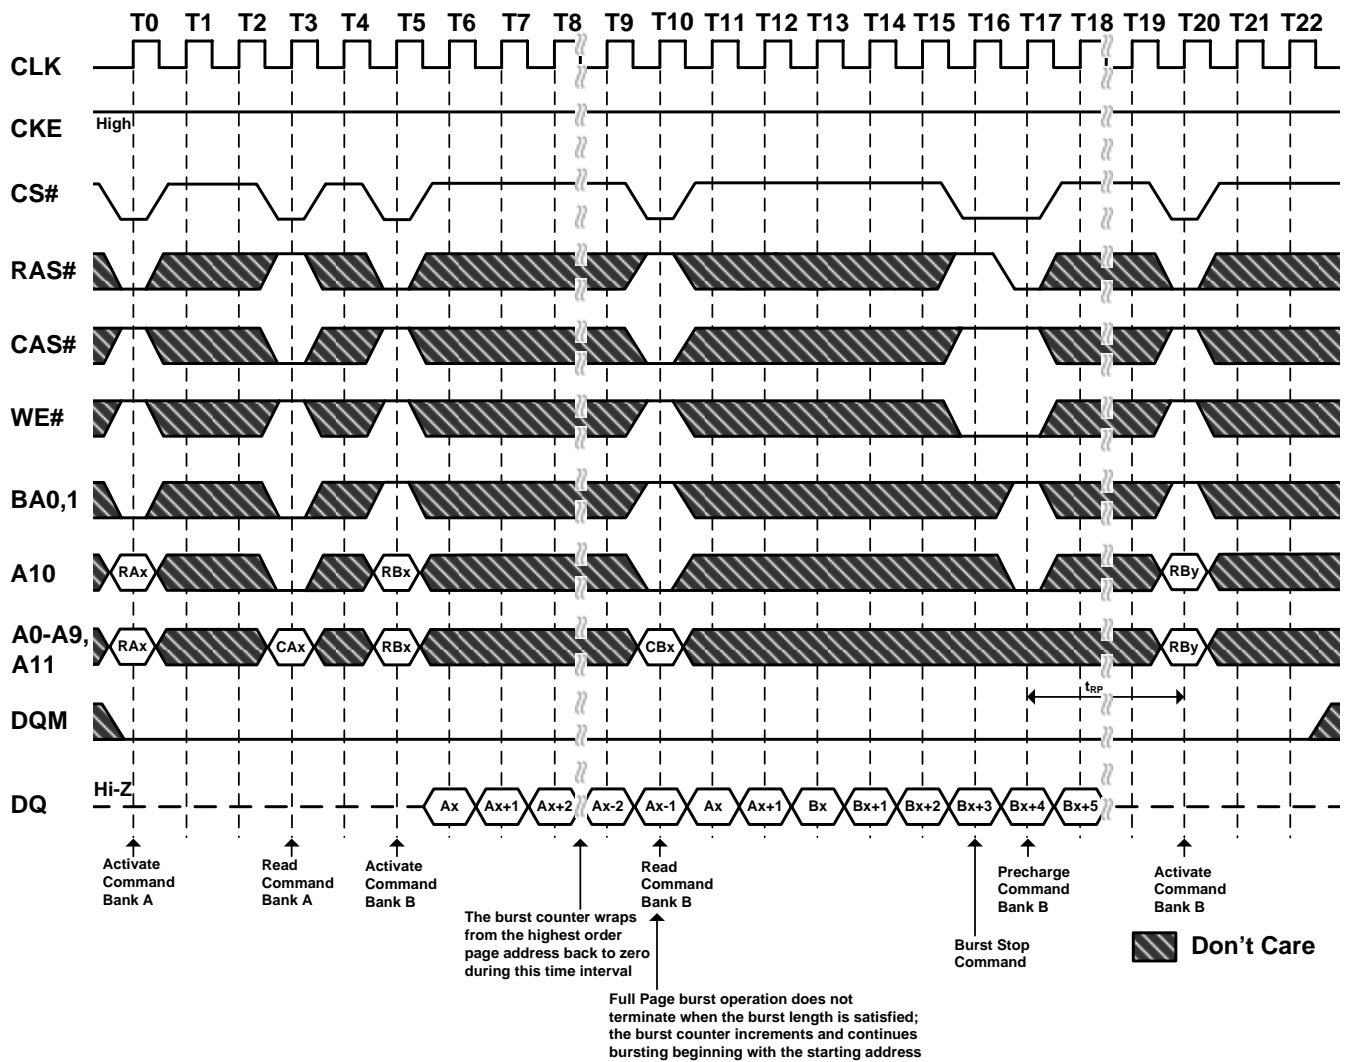 T0 T1 T2 T3 T4 T5 T6 T7 T8 T9 T10 T11 T12 T13 T14 T15 T16 T17 T18 T19 T20 T21 T22
CLK
CKE
High
CS#
RAS#
CAS#
WE#
BA0,1
A10
RAx RBx RBy
A0-A9,
A11
RAx CAx RBx CBx RBy
tRP
DQM
Hi-Z
DQ
Ax Ax+1 Ax+2 Ax-2 Ax-1 Ax Ax+1 Bx Bx+1 Bx+2 Bx+3 Bx+4 Bx+5
Activate
Command
Bank A
Read
Command
Bank A
Activate
Command
Bank B
The burst counter wraps
from the highest order
page address back to zero
during this time interval
Read
Command
Bank B
Full Page burst operation does not
terminate when the burst length is satisfied;
the burst counter increments and continues
bursting beginning with the starting address
Burst Stop
Command
Precharge
Command
Bank B
Activate
Command
Bank B
Don't Care